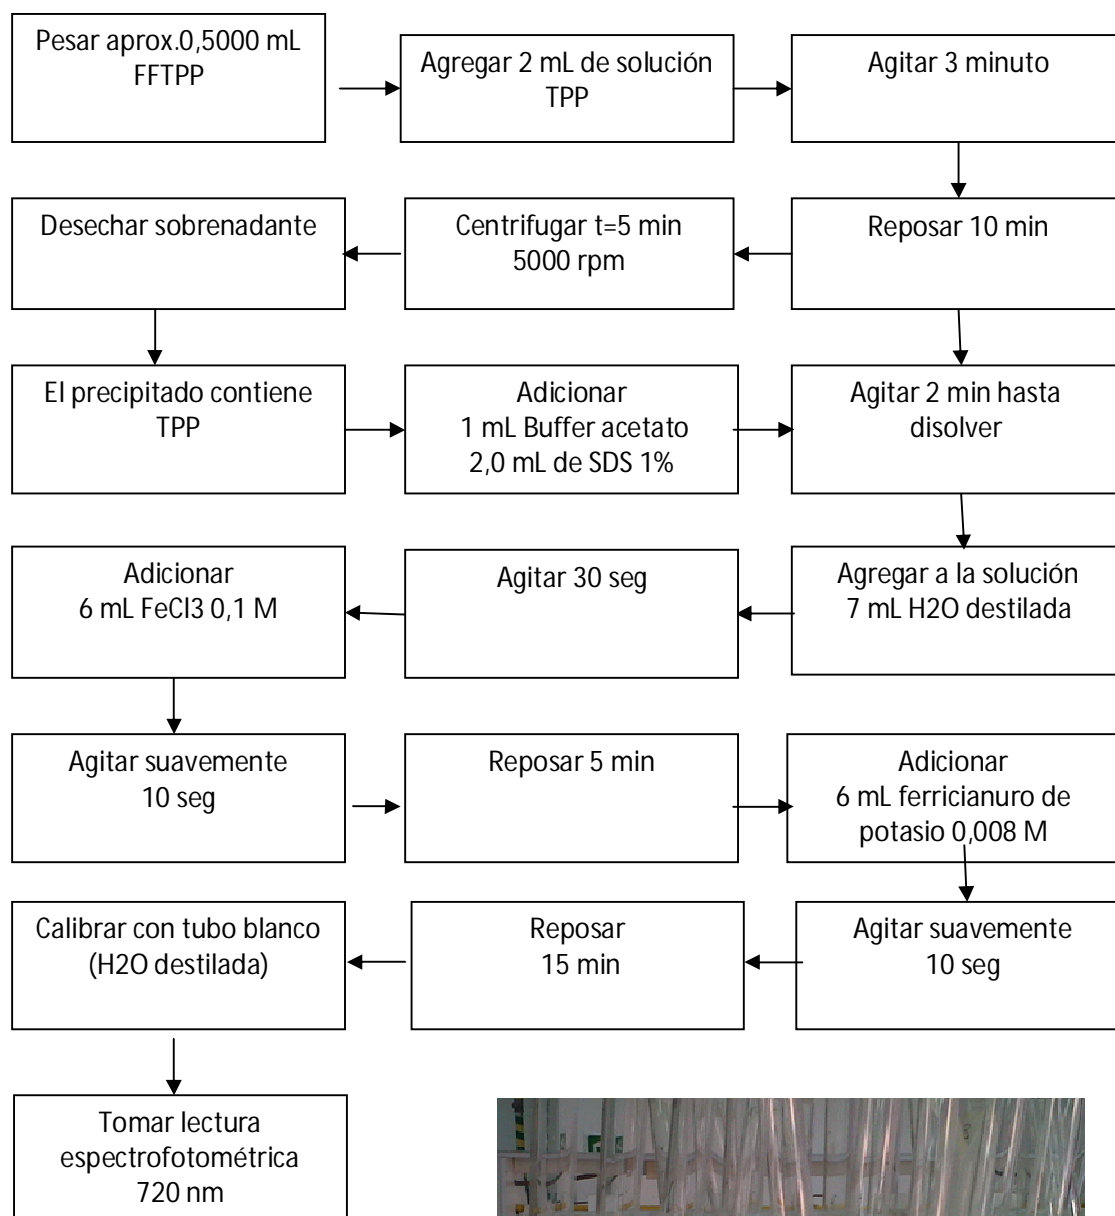 Pesar aprox.0,5000 mL
FFTPP
Agregar 2 mL de solución
TPP
Agitar 3 minuto
Reposar 10 min
Centrifugar t=5 min
5000 rpm
Desechar sobrenadante
El precipitado contiene
TPP
Adicionar
1 mL Buffer acetato
2,0 mL de SDS 1%
Agitar 2 min hasta
disolver
Agregar a la solución
7 mL H2O destilada
Agitar 30 seg
Adicionar
6 mL FeCl3 0,1 M
Agitar suavemente
10 seg
Reposar 5 min
Adicionar
6 mL ferricianuro de
potasio 0,008 M
Agitar suavemente
10 seg
Reposar
15 min
Calibrar con tubo blanco
(H2O destilada)
Tomar lectura
espectrofotométrica
720 nm